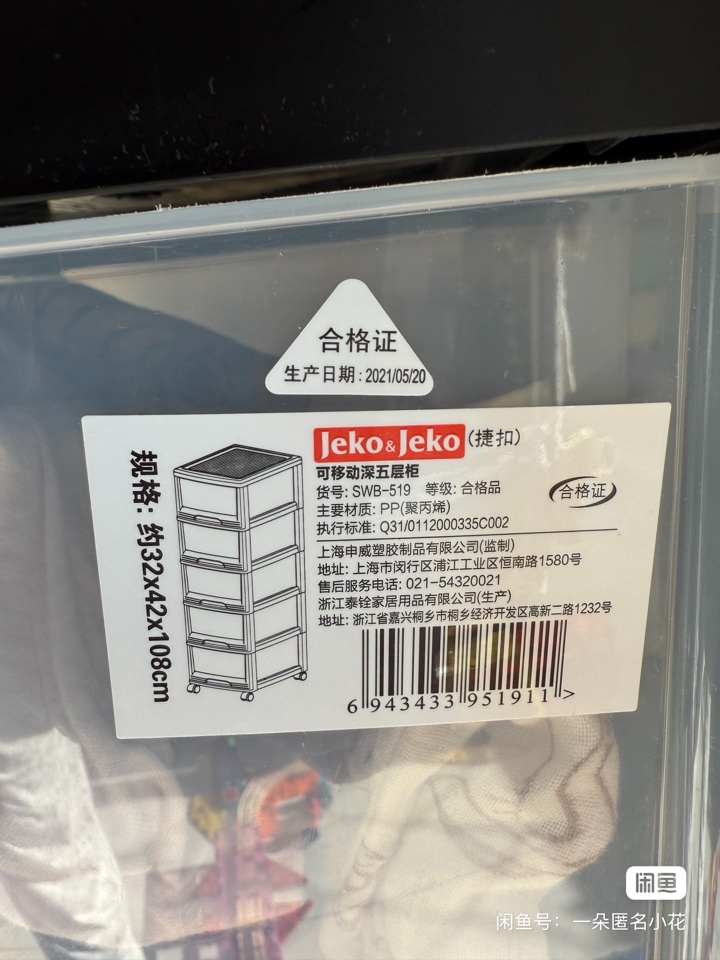 合格证
生产日期:2021/05/20
Jeko&Jeko(捷扣)
可移动深五层柜
货号: SWB-519 等级: 合格品
合格证
主要材质: PP(聚丙烯)
执行标准: Q31/0112000335C002
上海申威塑胶制品有限公司(监制)
地址: 上海市闵行区浦江工业区恒南路1580号
售后服务电话: 021-54320021
浙江泰铨家居用品有限公司(生产)
地址: 浙江省嘉兴桐乡市桐乡经济开发区高新二路1232号
6 943433 951911 >
规格: 约32x42x108cm
闲鱼
闲鱼号: 一朵匿名小花